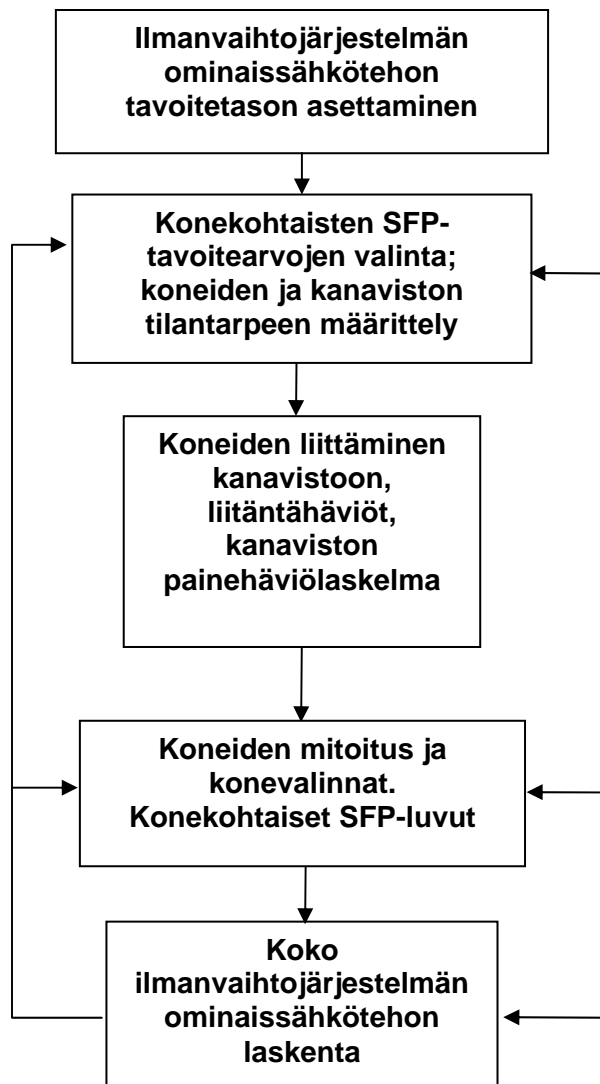 Ilmanvaihtojärjestelmän
ominaissähkötehon
tavoitetason asettaminen
Konekohtaisten SFP-
tavoitearvojen valinta;
koneiden ja kanaviston
tilantarpeen määrittely
Koneiden liittäminen
kanavistoon,
liitäntähäviöt,
kanaviston
painehäviölaskelma
Koneiden mitoitus ja
konevalinnat.
Konekohtaiset SFP-luvut
Koko
ilmanvaihtojärjestelmän
ominaissähkötehon
laskenta